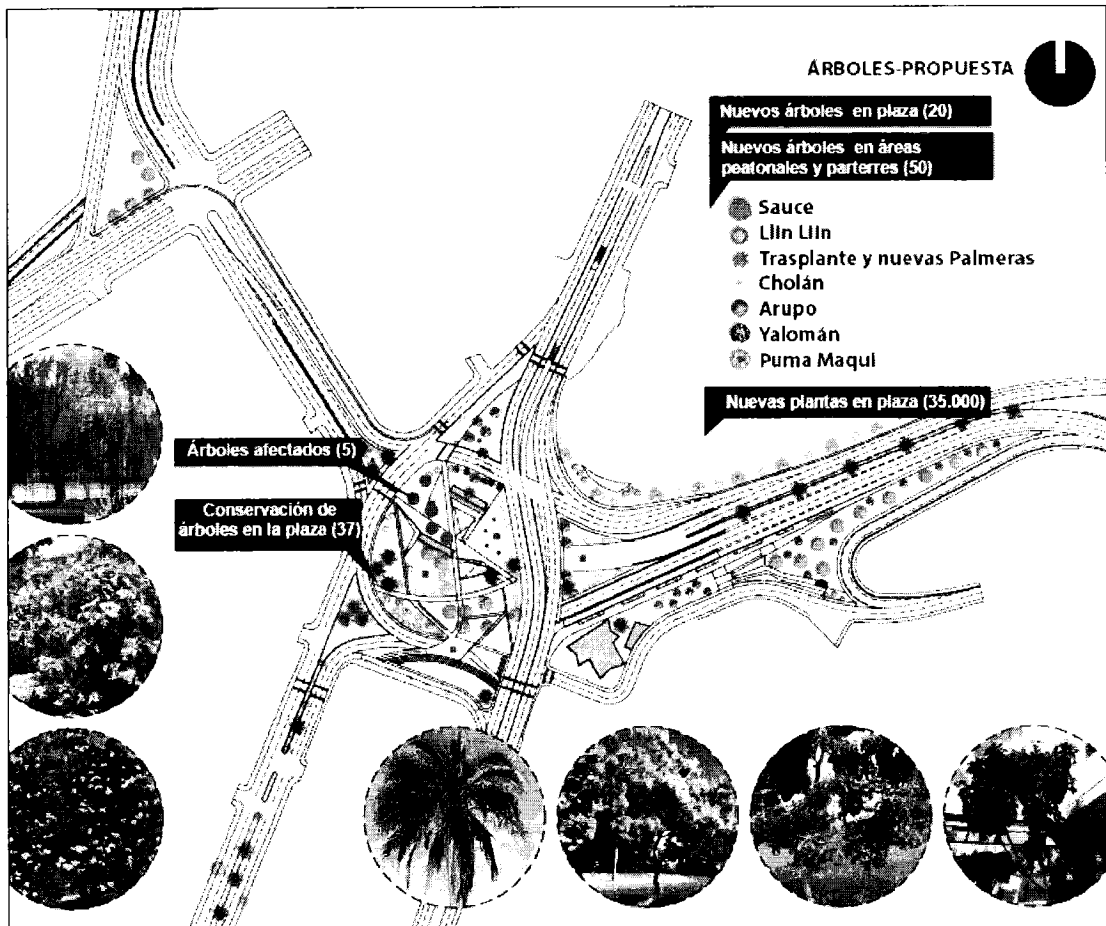 ÁRBOLES-PROPUESTA
Nuevos árboles en plaza (20)
Nuevos árboles en áreas
peatonales y parterres (50)
Sauce
Llin Llin
Trasplante y nuevas Palmeras
Cholán
Arupo
Yalomán
Puma Maqui
Nuevas plantas en plaza (35.000)
Árboles afectados (5)
Conservación de
árboles en la plaza (37)